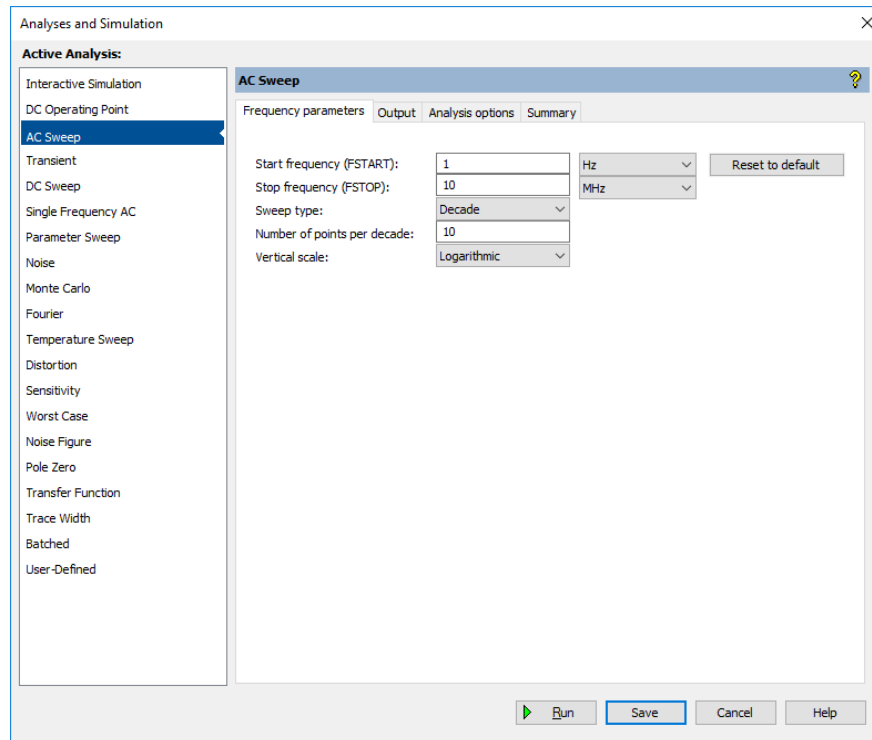 Analyses and Simulation
Active Analysis:
Interactive Simulation
DC Operating Point
AC Sweep
Transient
DC Sweep
Single Frequency AC
Parameter Sweep
Noise
Monte Carlo
Fourier
Temperature Sweep
Distortion
Sensitivity
Worst Case
Noise Figure
Pole Zero
Transfer Function
Trace Width
Batched
User-Defined
AC Sweep
Frequency parameters Output Analysis options Summary
Start frequency (FSTART): 1 Hz Reset to default
Stop frequency (FSTOP): 10 MHz
Sweep type: Decade
Number of points per decade: 10
Vertical scale: Logarithmic
Run Save Cancel Help